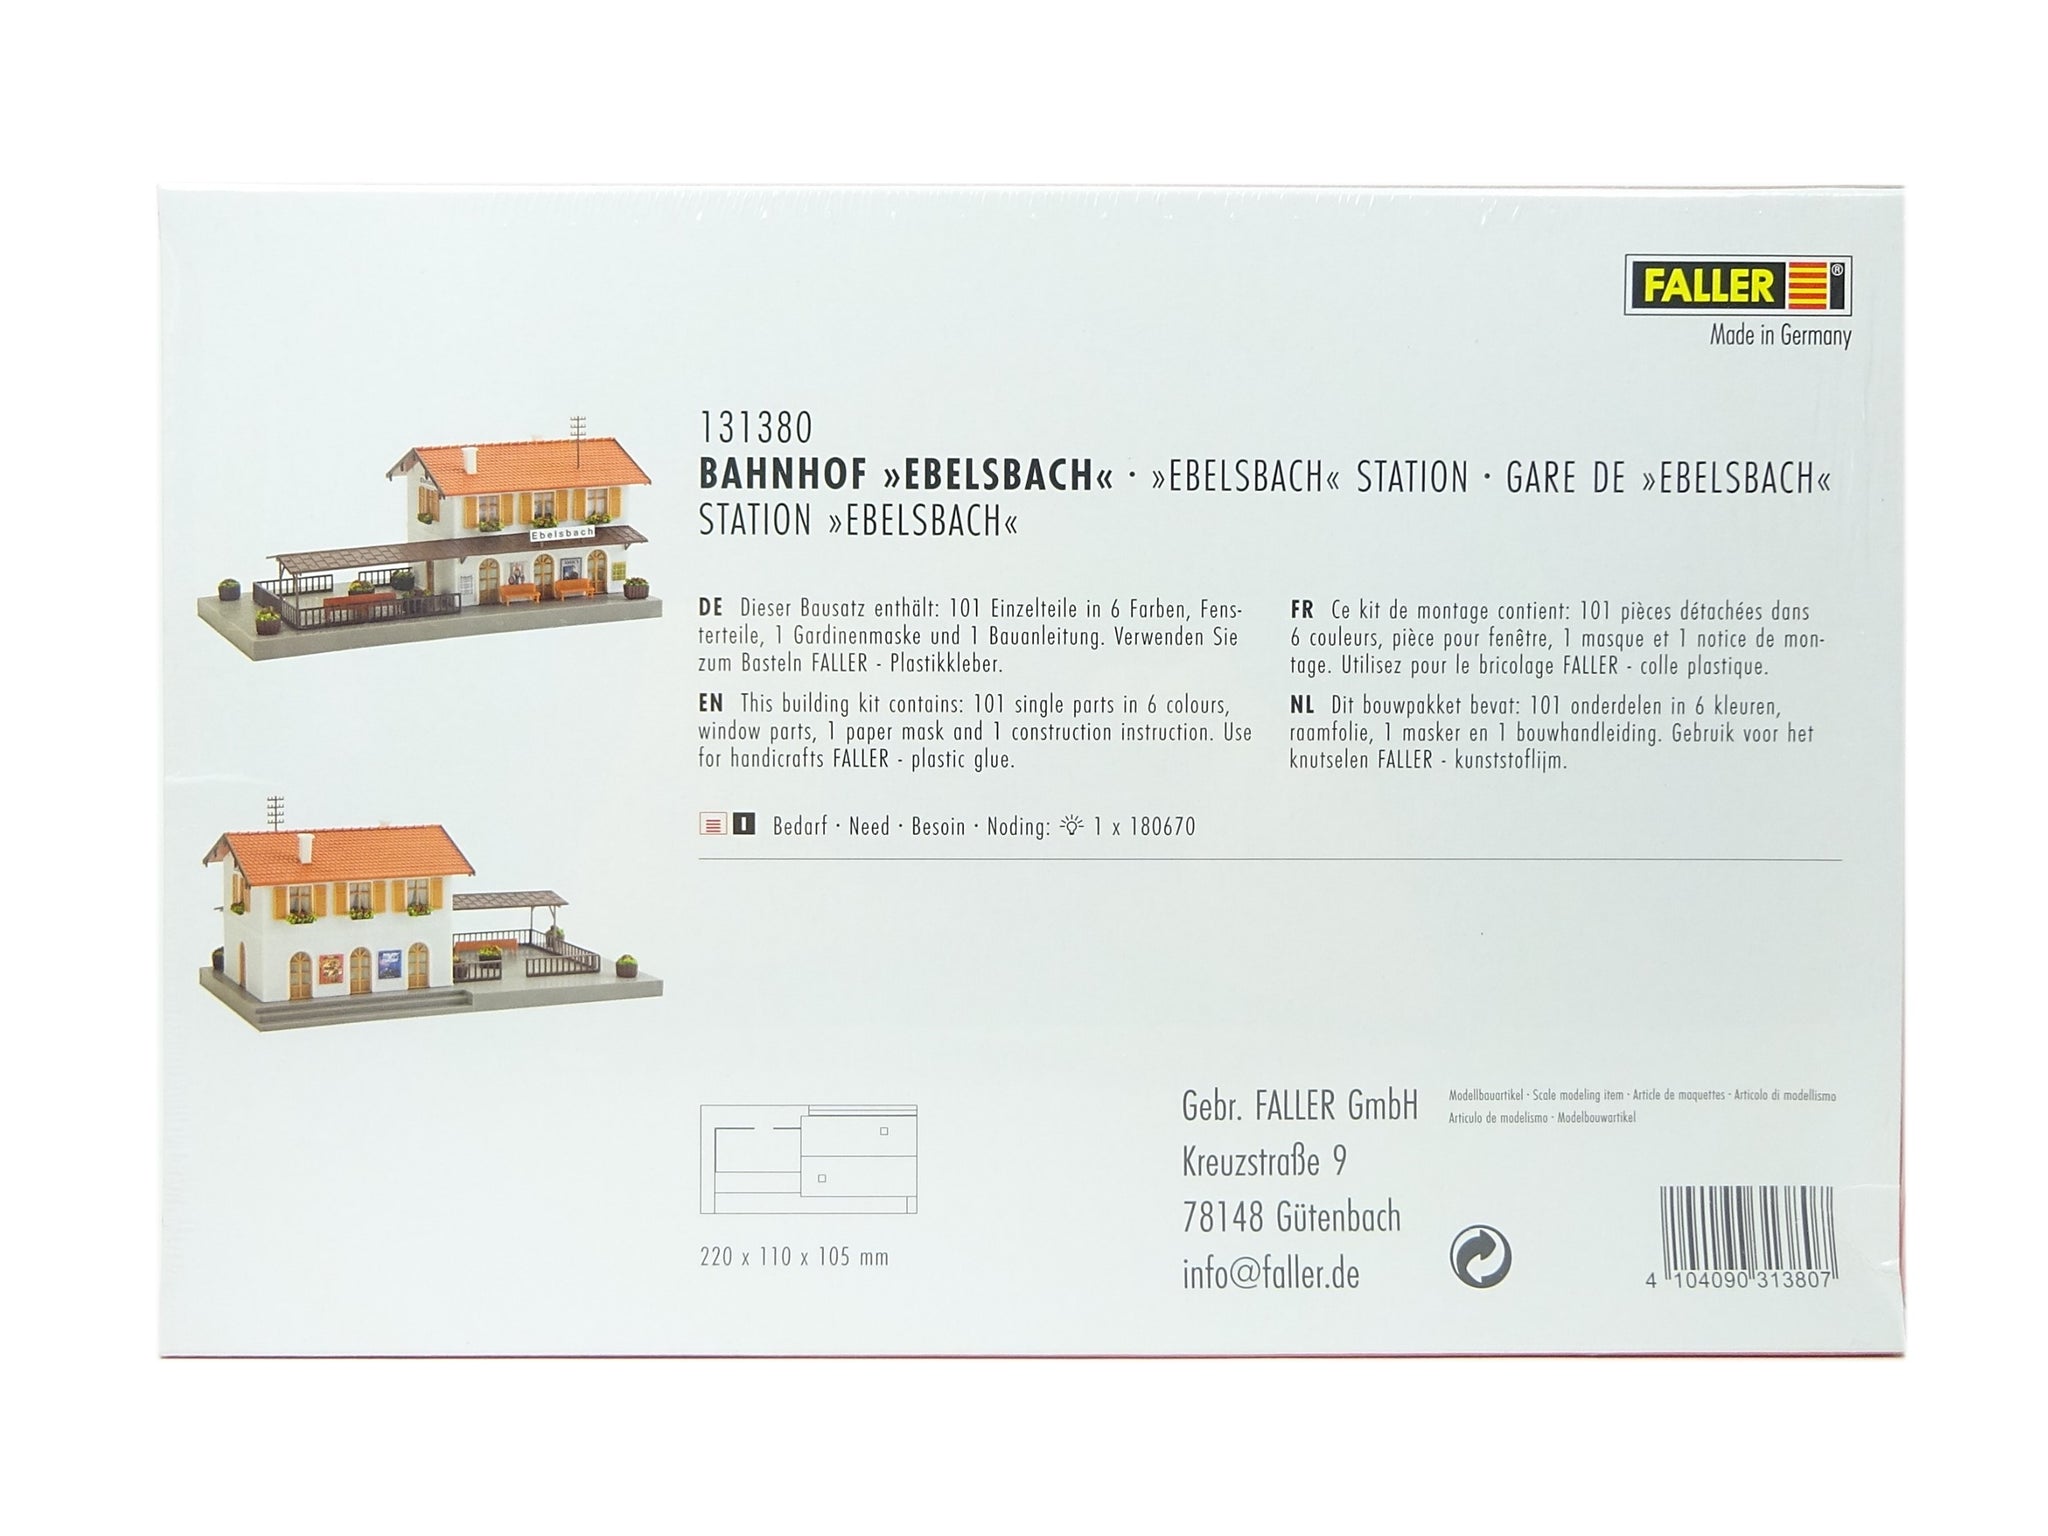 FALLER ®
Made in Germany
131380
BAHNHOF »EBELSBACH« · »EBELSBACH« STATION · GARE DE »EBELSBACH«
STATION »EBELSBACH«
Ebelsbach
DE Dieser Bausatz enthält: 101 Einzelteile in 6 Farben, Fens-
terteile, 1 Gardinenmaske und 1 Bauanleitung. Verwenden Sie
zum Basteln FALLER - Plastikkleber.
EN This building kit contains: 101 single parts in 6 colours,
window parts, 1 paper mask and 1 construction instruction. Use
for handicrafts FALLER - plastic glue.
FR Ce kit de montage contient: 101 pièces détachées dans
6 couleurs, pièce pour fenêtre, 1 masque et 1 notice de mon-
tage. Utilisez pour le bricolage FALLER - colle plastique.
NL Dit bouwpakket bevat: 101 onderdelen in 6 kleuren,
raamfolie, 1 masker en 1 bouwhandleiding. Gebruik voor het
knutselen FALLER - kunststoflijm.
Bedarf · Need · Besoin · Noding: 1 x 180670
220 x 110 x 105 mm
Gebr. FALLER GmbH
Kreuzstraße 9
78148 Gütenbach
info@faller.de
Modellbauartikel · Scale modeling item · Article de maquettes · Articolo di modellismo
Articulo de modelismo · Modelbouwartikel
4 104090 313807